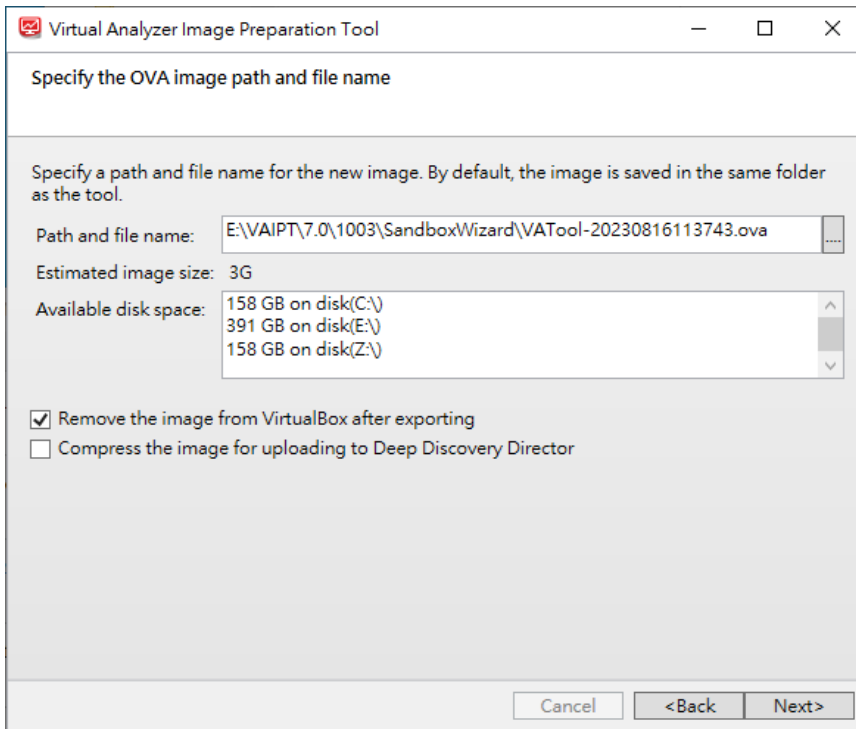 Virtual Analyzer Image Preparation Tool
Specify the OVA image path and file name
Specify a path and file name for the new image. By default, the image is saved in the same folder
as the tool.
Path and file name: E:\VAIPT\7.0\1003\SandboxWizard\VATool-20230816113743.ova ....
Estimated image size: 3G
Available disk space: 158 GB on disk(C:\)
391 GB on disk(E:\)
158 GB on disk(Z:\)
Remove the image from VirtualBox after exporting
Compress the image for uploading to Deep Discovery Director
Cancel <Back Next>